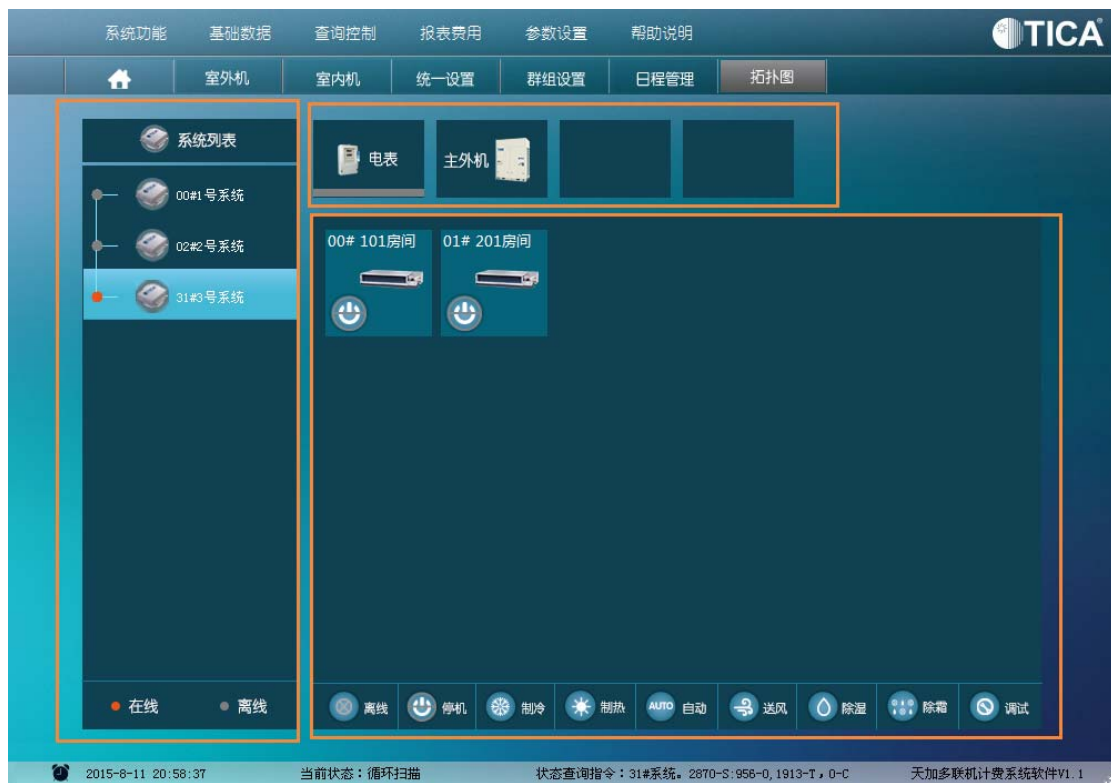 系统功能 基础数据 查询控制 报表费用 参数设置 帮助说明 TICA
室外机 室内机 统一设置 群组设置 日程管理 拓扑图
系统列表
00#1号系统
02#2号系统
31#3号系统
在线 离线
电表 主外机
00# 101房间 01# 201房间
离线 停机 制冷 制热 AUTO 自动 送风 除湿 除霜 调试
2015-8-11 20:58:37 当前状态：循环扫描 状态查询指令：31#系统。2870-S:956-0,1913-T，0-C 天加多联机计费系统软件V1.1